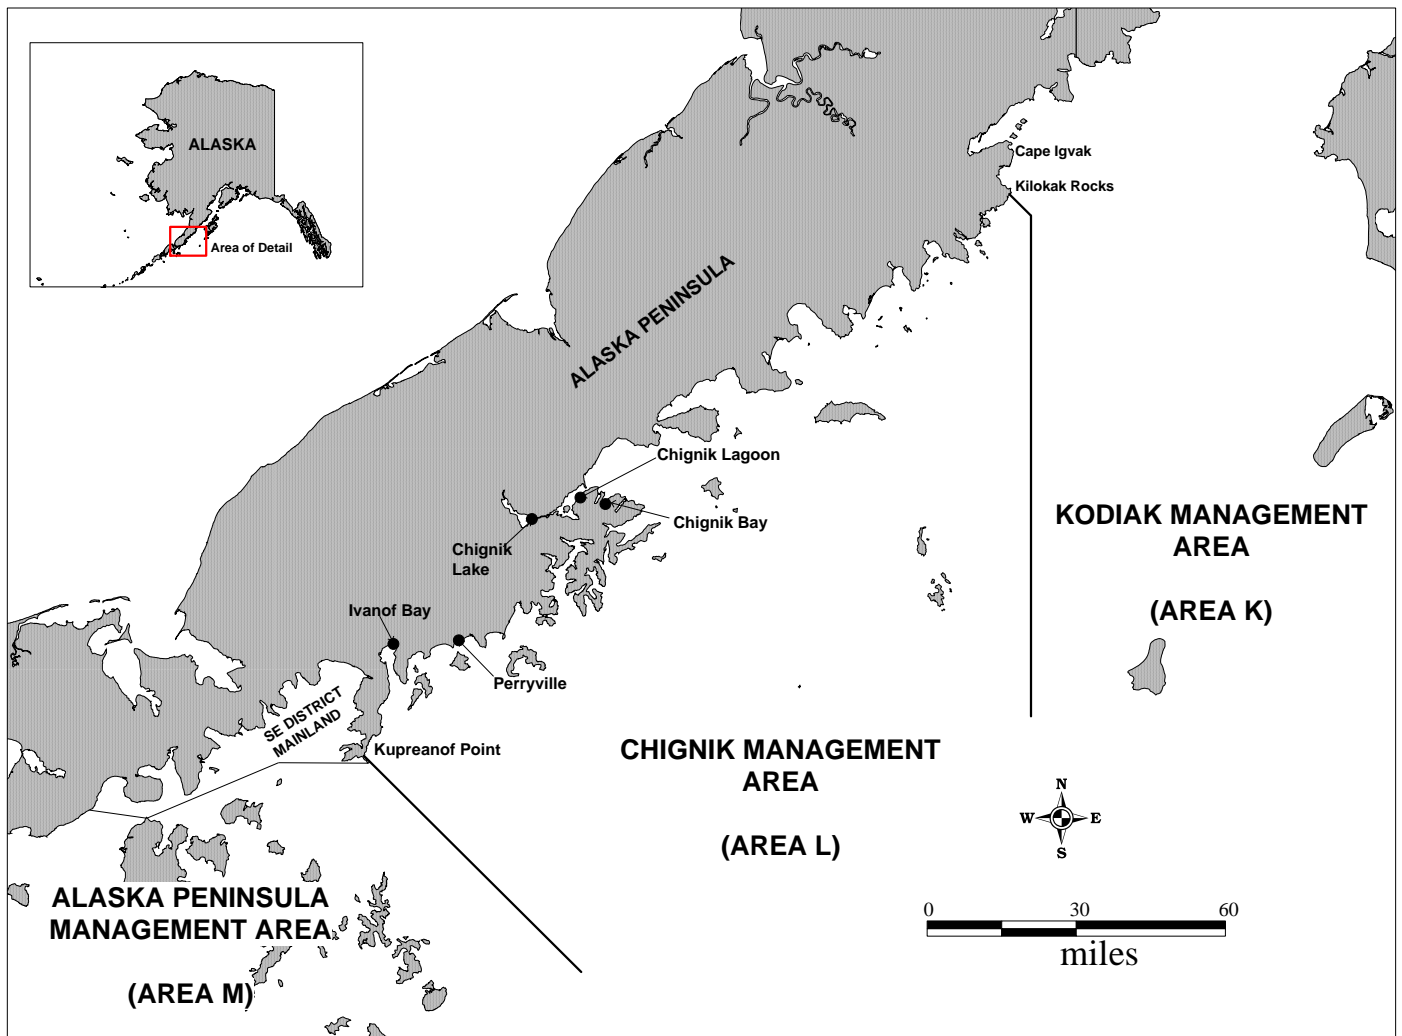 ALASKA
Area of Detail
Cape Igvak
Kilokak Rocks
ALASKA PENINSULA
Chignik Lagoon
Chignik Bay
Chignik
Lake
KODIAK MANAGEMENT
AREA
(AREA K)
Ivanof Bay
Perryville
SE DISTRICT
MAINLAND
Kupreanof Point
CHIGNIK MANAGEMENT
AREA
(AREA L)
N
W E
S
ALASKA PENINSULA
MANAGEMENT AREA
(AREA M)
0 30 60
miles